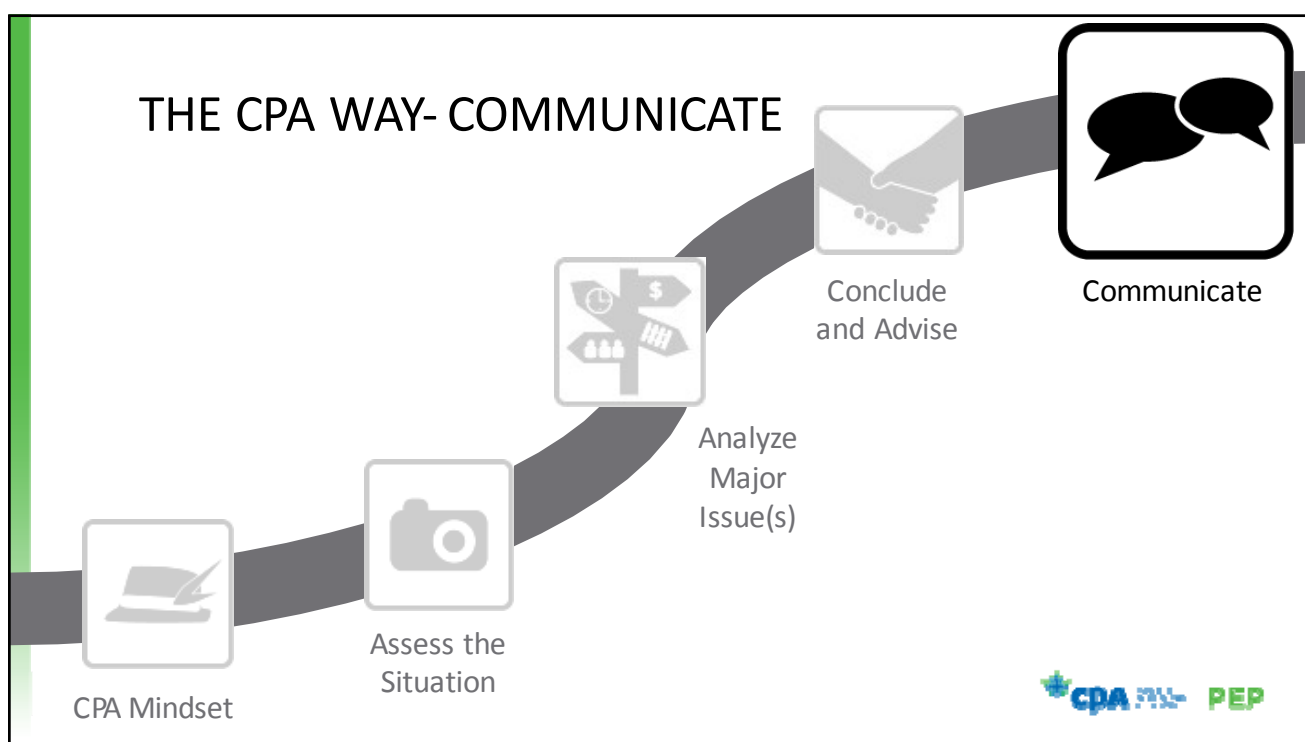 THE CPA WAY- COMMUNICATE
$
Communicate
Conclude
and Advise
Analyze
Major
Issue(s)
Assess the
Situation
CPA Mindset
CPA
PEP